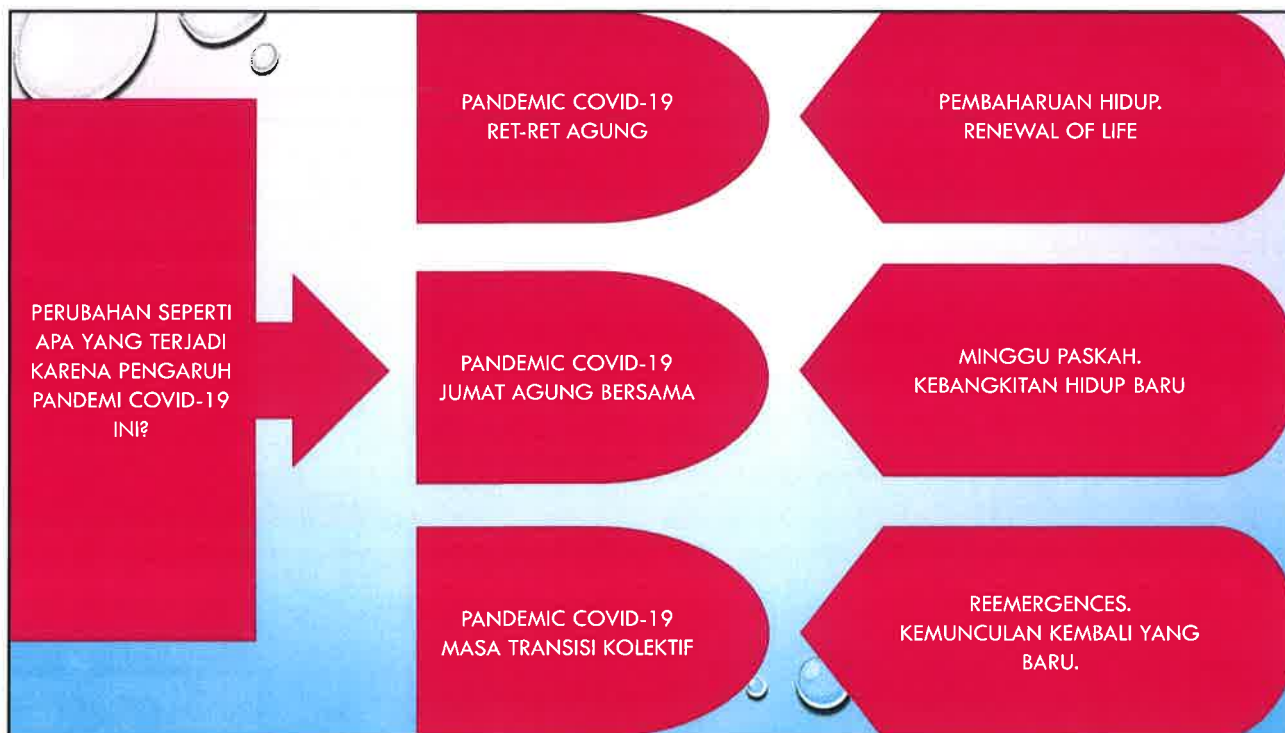 PERUBAHAN SEPERTI
APA YANG TERJADI
KARENA PENGARUH
PANDEMI COVID-19
INI?
PANDEMIC COVID-19
RET-RET AGUNG
PEMBAHARUAN HIDUP.
RENEWAL OF LIFE
PANDEMIC COVID-19
JUMAT AGUNG BERSAMA
MINGGU PASKAH.
KEBANGKITAN HIDUP BARU
PANDEMIC COVID-19
MASA TRANSISI KOLEKTIF
REEMERGENCES.
KEMUNCULAN KEMBALI YANG
BARU.